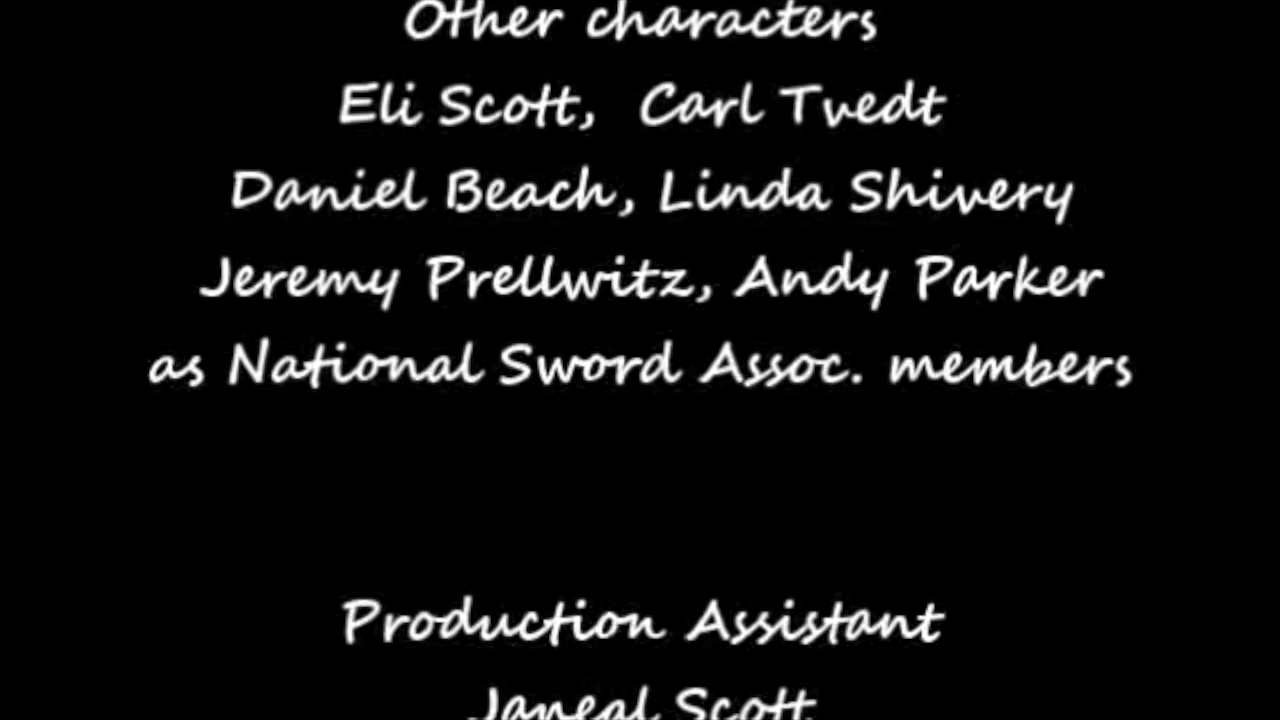 Other characters
Eli Scott, Carl Tvedt
Daniel Beach, Linda Shivery
Jeremy Prellwitz, Andy Parker
as National Sword Assoc. members
Production Assistant
Janeal Scott